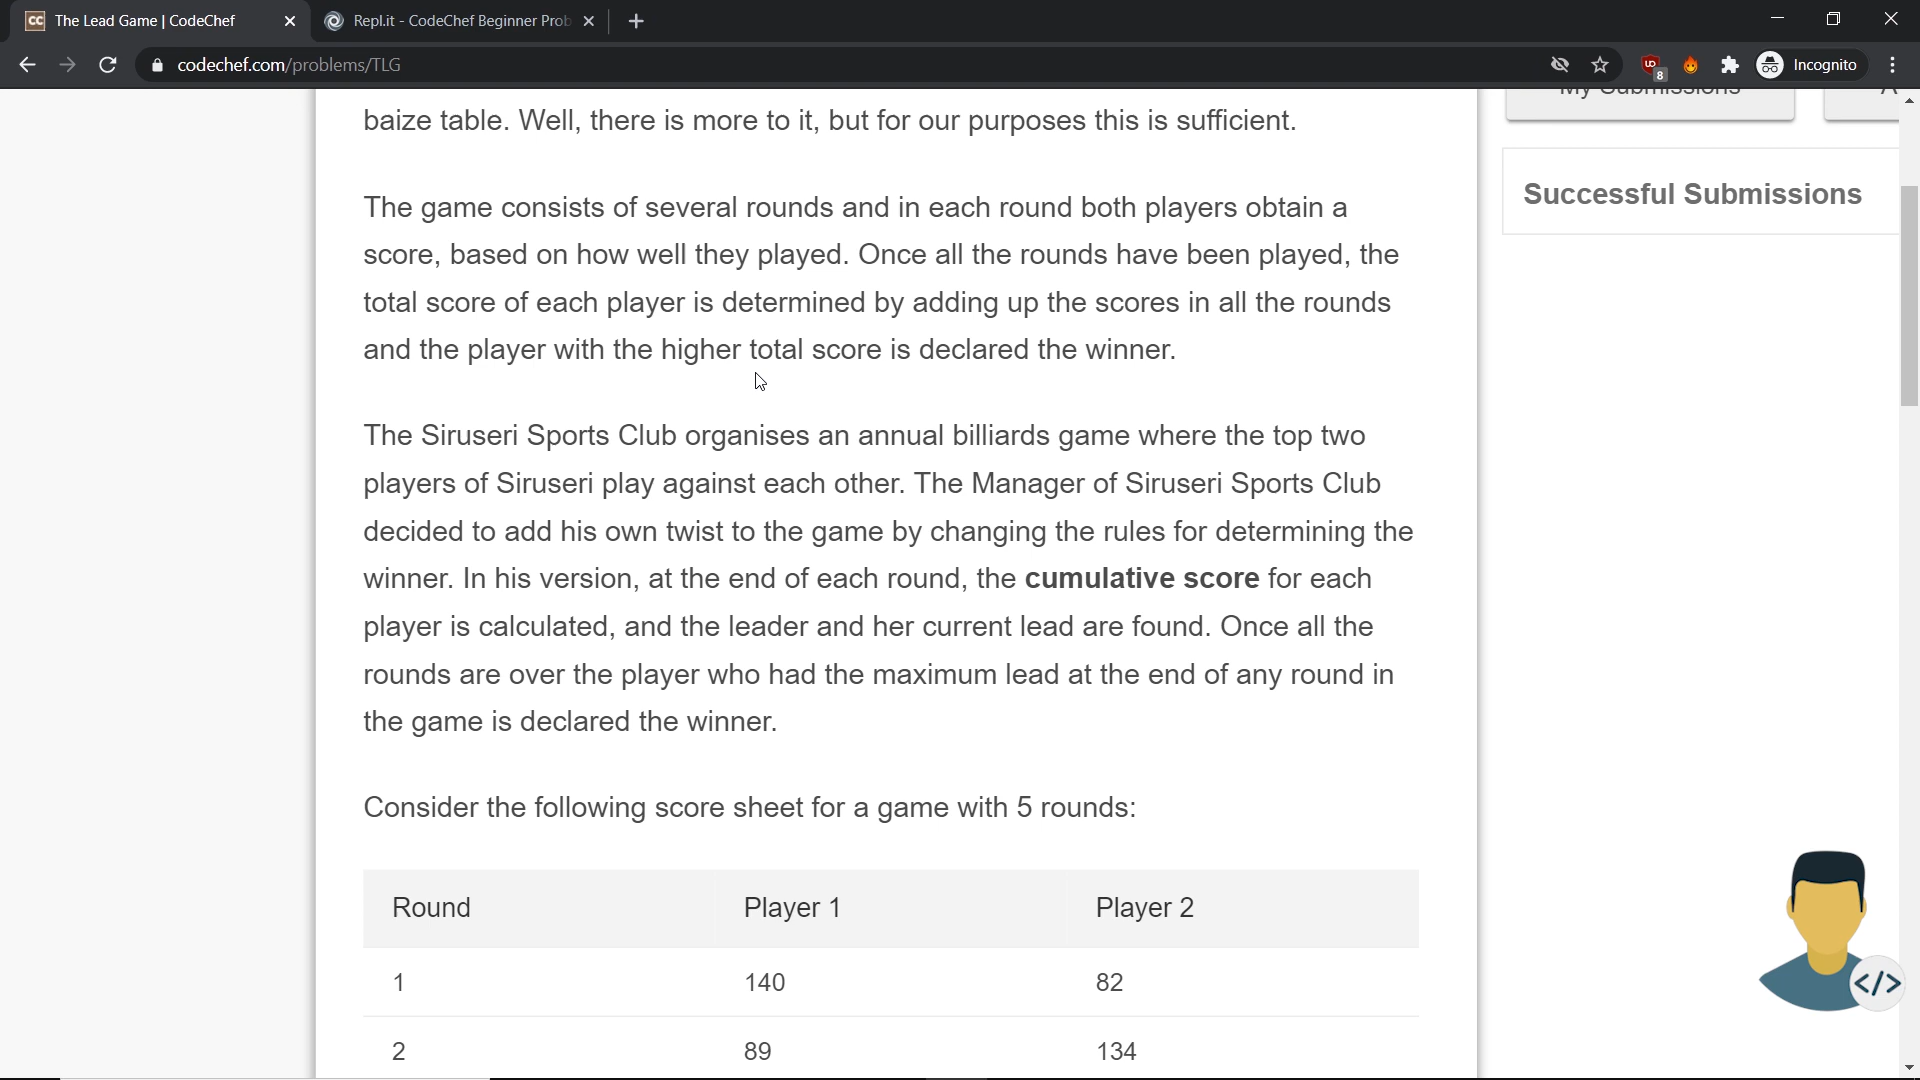 The Lead Game | CodeChef
Repl.it - CodeChef Beginner Prob
codechef.com/problems/TLG
8
Incognito
My Submissions
baize table. Well, there is more to it, but for our purposes this is sufficient.
Successful Submissions
The game consists of several rounds and in each round both players obtain a
score, based on how well they played. Once all the rounds have been played, the
total score of each player is determined by adding up the scores in all the rounds
and the player with the higher total score is declared the winner.
The Siruseri Sports Club organises an annual billiards game where the top two
players of Siruseri play against each other. The Manager of Siruseri Sports Club
decided to add his own twist to the game by changing the rules for determining the
winner. In his version, at the end of each round, the cumulative score for each
player is calculated, and the leader and her current lead are found. Once all the
rounds are over the player who had the maximum lead at the end of any round in
the game is declared the winner.
Consider the following score sheet for a game with 5 rounds:
Round Player 1 Player 2
1 140 82
2 89 134